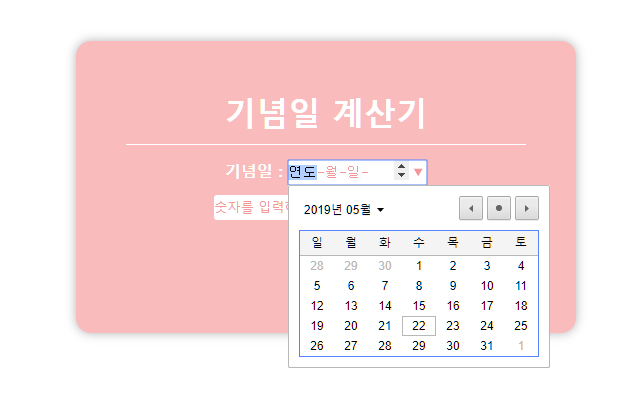 기념일 계산기
기념일 : 연도-월-일-
숫자를 입력
2019년 05월
일 월 화 수 목 금 토
28 29 30 1 2 3 4
5 6 7 8 9 10 11
12 13 14 15 16 17 18
19 20 21 22 23 24 25
26 27 28 29 30 31 1